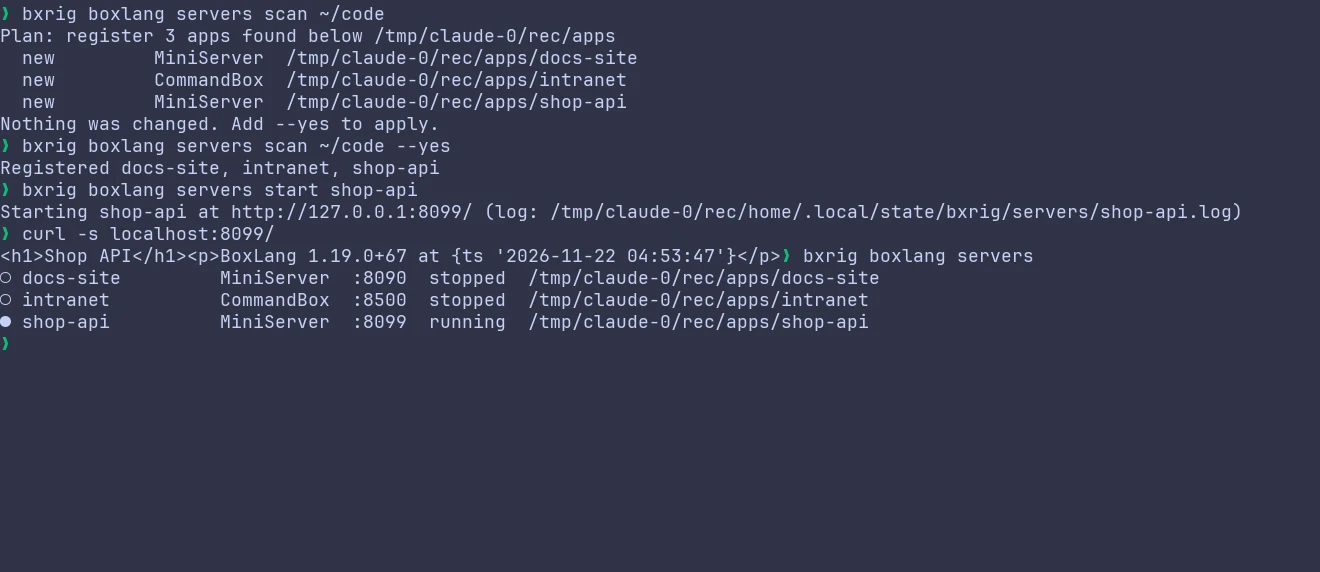 ❯ bxrig boxlang servers scan ~/code
Plan: register 3 apps found below /tmp/claude-0/rec/apps
  new         MiniServer  /tmp/claude-0/rec/apps/docs-site
  new         CommandBox  /tmp/claude-0/rec/apps/intranet
  new         MiniServer  /tmp/claude-0/rec/apps/shop-api
Nothing was changed. Add --yes to apply.
❯ bxrig boxlang servers scan ~/code --yes
Registered docs-site, intranet, shop-api
❯ bxrig boxlang servers start shop-api
Starting shop-api at http://127.0.0.1:8099/ (log: /tmp/claude-0/rec/home/.local/state/bxrig/servers/shop-api.log)
❯ curl -s localhost:8099/
<h1>Shop API</h1><p>BoxLang 1.19.0+67 at {ts '2026-11-22 04:53:47'}</p>❯ bxrig boxlang servers
○ docs-site         MiniServer  :8090  stopped  /tmp/claude-0/rec/apps/docs-site
○ intranet          CommandBox  :8500  stopped  /tmp/claude-0/rec/apps/intranet
● shop-api          MiniServer  :8099  running  /tmp/claude-0/rec/apps/shop-api
❯